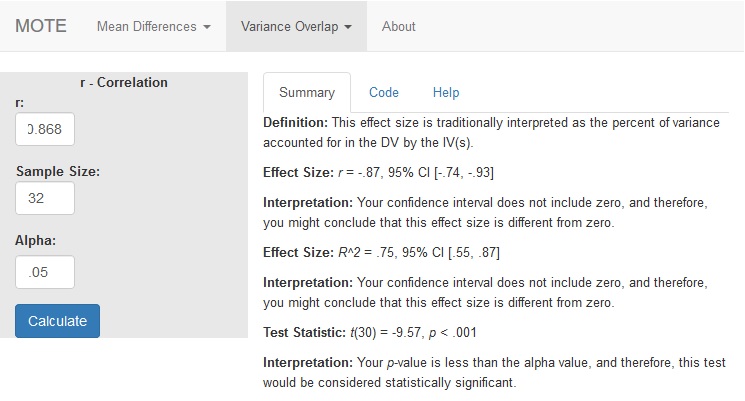 MOTE Mean Differences Variance Overlap About
r - Correlation
r:
0.868
Sample Size:
32
Alpha:
.05
Calculate
Summary Code Help
Definition: This effect size is traditionally interpreted as the percent of variance
accounted for in the DV by the IV(s).
Effect Size: r = -.87, 95% CI [-.74, -.93]
Interpretation: Your confidence interval does not include zero, and therefore,
you might conclude that this effect size is different from zero.
Effect Size: R^2 = .75, 95% CI [.55, .87]
Interpretation: Your confidence interval does not include zero, and therefore,
you might conclude that this effect size is different from zero.
Test Statistic: t(30) = -9.57, p < .001
Interpretation: Your p-value is less than the alpha value, and therefore, this test
would be considered statistically significant.